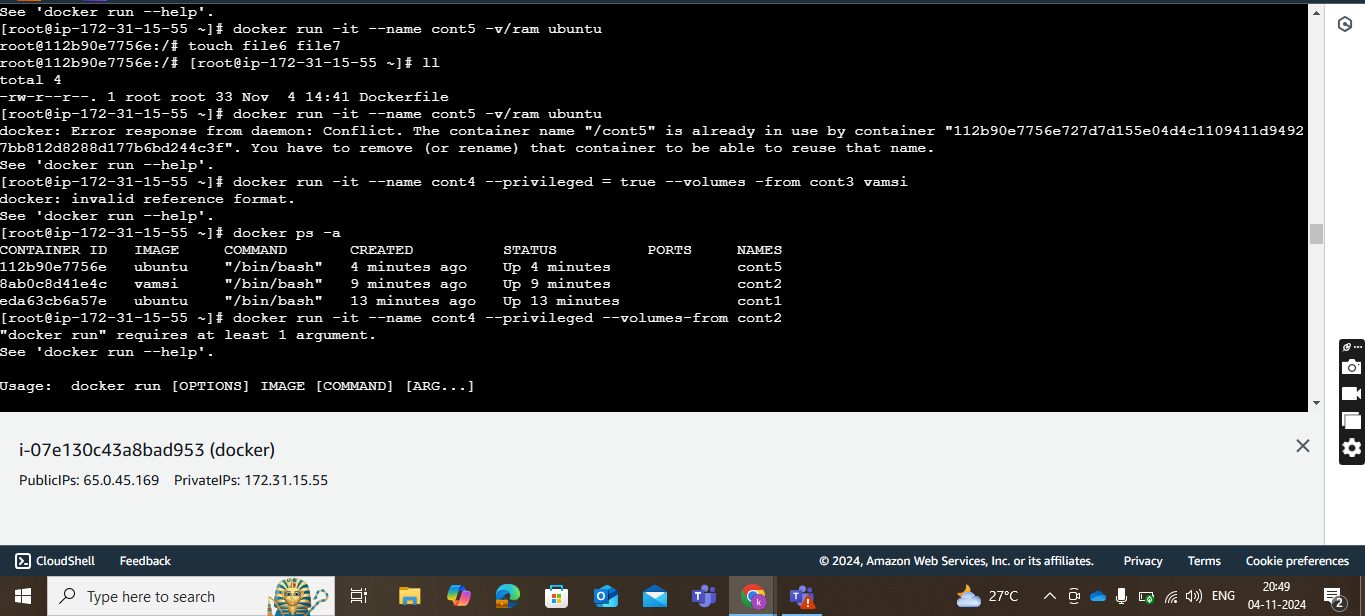 See 'docker run --help'.
[root@ip-172-31-15-55 ~]# docker run -it --name cont5 -v/ram ubuntu
root@112b90e7756e:/# touch file6 file7
root@112b90e7756e:/# [root@ip-172-31-15-55 ~]# ll
total 4
-rw-r--r--. 1 root root 33 Nov  4 14:41 Dockerfile
[root@ip-172-31-15-55 ~]# docker run -it --name cont5 -v/ram ubuntu
docker: Error response from daemon: Conflict. The container name "/cont5" is already in use by container "112b90e7756e727d7d155e04d4c1109411d9492
7bb812d8288d177b6bd244c3f". You have to remove (or rename) that container to be able to reuse that name.
See 'docker run --help'.
[root@ip-172-31-15-55 ~]# docker run -it --name cont4 --privileged = true --volumes -from cont3 vamsi
docker: invalid reference format.
See 'docker run --help'.
[root@ip-172-31-15-55 ~]# docker ps -a
CONTAINER ID   IMAGE    COMMAND       CREATED          STATUS          PORTS     NAMES
112b90e7756e   ubuntu    "/bin/bash"   4 minutes ago    Up 4 minutes              cont5
8ab0c8d41e4c   vamsi     "/bin/bash"   9 minutes ago    Up 9 minutes              cont2
eda63cb6a57e   ubuntu    "/bin/bash"   13 minutes ago   Up 13 minutes             cont1
[root@ip-172-31-15-55 ~]# docker run -it --name cont4 --privileged --volumes-from cont2
"docker run" requires at least 1 argument.
See 'docker run --help'.
Usage:  docker run [OPTIONS] IMAGE [COMMAND] [ARG...]
i-07e130c43a8bad953 (docker)
PublicIPs: 65.0.45.169 PrivateIPs: 172.31.15.55
CloudShell Feedback © 2024, Amazon Web Services, Inc. or its affiliates. Privacy Terms Cookie preferences
Type here to search 27°C ENG 20:49
04-11-2024 2